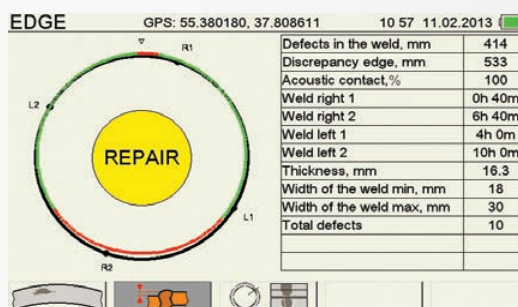 EDGE GPS: 55.380180, 37.808611 10 57 11.02.2013
R1
L2
REPAIR
L1
R2
Defects in the weld, mm 414
Discrepancy edge, mm 533
Acoustic contact,% 100
Weld right 1 0h 40m
Weld right 2 6h 40m
Weld left 1 4h 0m
Weld left 2 10h 0m
Thickness, mm 16.3
Width of the weld min, mm 18
Width of the weld max, mm 30
Total defects 10